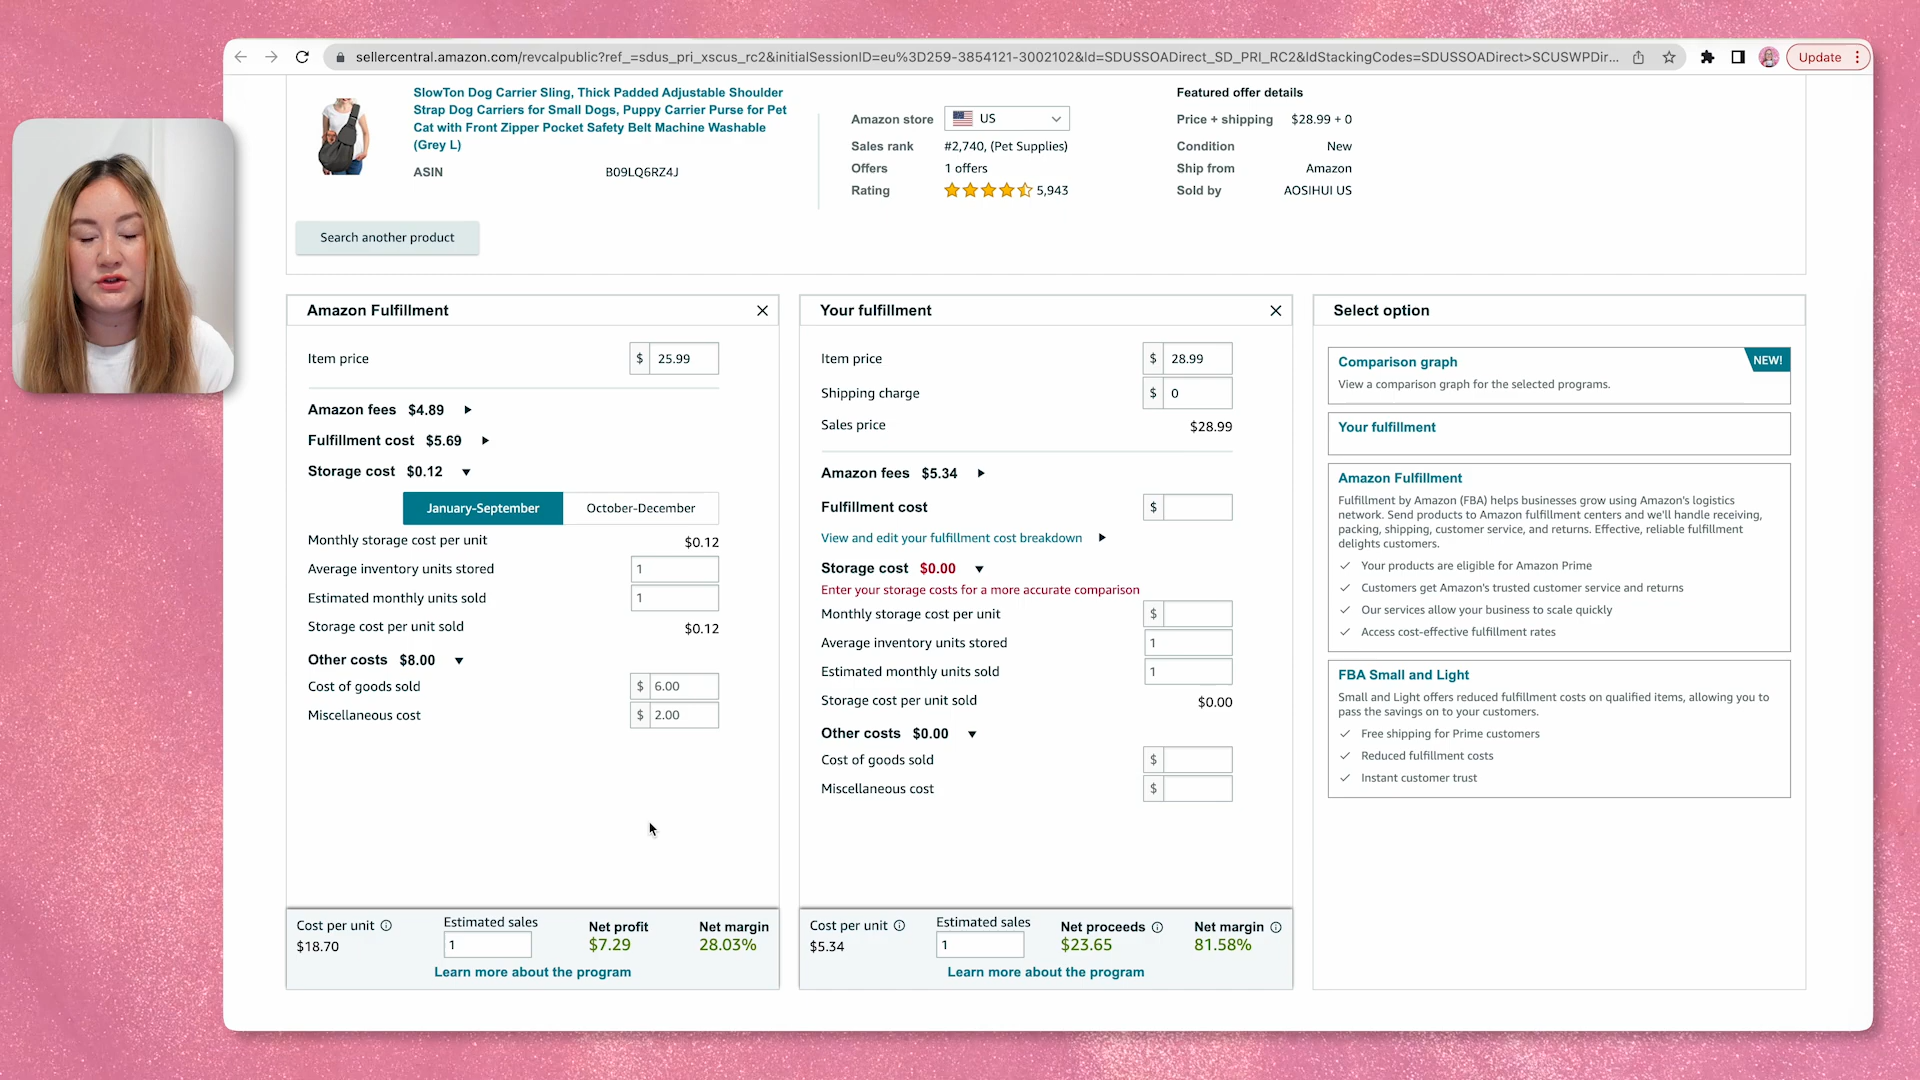 sellercentral.amazon.com/revcalpublic?ref_=sdus_pri_xscus_rc2&initialSessionID=eu%3D259-3854121-3002102&ld=SDUSSOADirect_SD_PRI_RC2&ldStackingCodes=SDUSSOADirect>SCUSWPDir...
Update
SlowTon Dog Carrier Sling, Thick Padded Adjustable Shoulder
Strap Dog Carriers for Small Dogs, Puppy Carrier Purse for Pet
Cat with Front Zipper Pocket Safety Belt Machine Washable
(Grey L)
ASIN B09LQ6RZ4J
Search another product
Amazon store US
Sales rank #2,740, (Pet Supplies)
Offers 1 offers
Rating 5,943
Featured offer details
Price + shipping $28.99 + 0
Condition New
Ship from Amazon
Sold by AOSIHUI US
Amazon Fulfillment
Item price $ 25.99
Amazon fees $4.89
Fulfillment cost $5.69
Storage cost $0.12
January-September October-December
Monthly storage cost per unit $0.12
Average inventory units stored 1
Estimated monthly units sold 1
Storage cost per unit sold $0.12
Other costs $8.00
Cost of goods sold $ 6.00
Miscellaneous cost $ 2.00
Cost per unit Estimated sales Net profit Net margin
$18.70 1 $7.29 28.03%
Learn more about the program
Your fulfillment
Item price $ 28.99
Shipping charge $ 0
Sales price $28.99
Amazon fees $5.34
Fulfillment cost $
View and edit your fulfillment cost breakdown
Storage cost $0.00
Enter your storage costs for a more accurate comparison
Monthly storage cost per unit $
Average inventory units stored 1
Estimated monthly units sold 1
Storage cost per unit sold $0.00
Other costs $0.00
Cost of goods sold $
Miscellaneous cost $
Cost per unit Estimated sales Net proceeds Net margin
$5.34 1 $23.65 81.58%
Learn more about the program
Select option
Comparison graph NEW!
View a comparison graph for the selected programs.
Your fulfillment
Amazon Fulfillment
Fulfillment by Amazon (FBA) helps businesses grow using Amazon's logistics
network. Send products to Amazon fulfillment centers and we'll handle receiving,
packing, shipping, customer service, and returns. Effective, reliable fulfillment
delights customers.
Your products are eligible for Amazon Prime
Customers get Amazon's trusted customer service and returns
Our services allow your business to scale quickly
Access cost-effective fulfillment rates
FBA Small and Light
Small and Light offers reduced fulfillment costs on qualified items, allowing you to
pass the savings on to your customers.
Free shipping for Prime customers
Reduced fulfillment costs
Instant customer trust